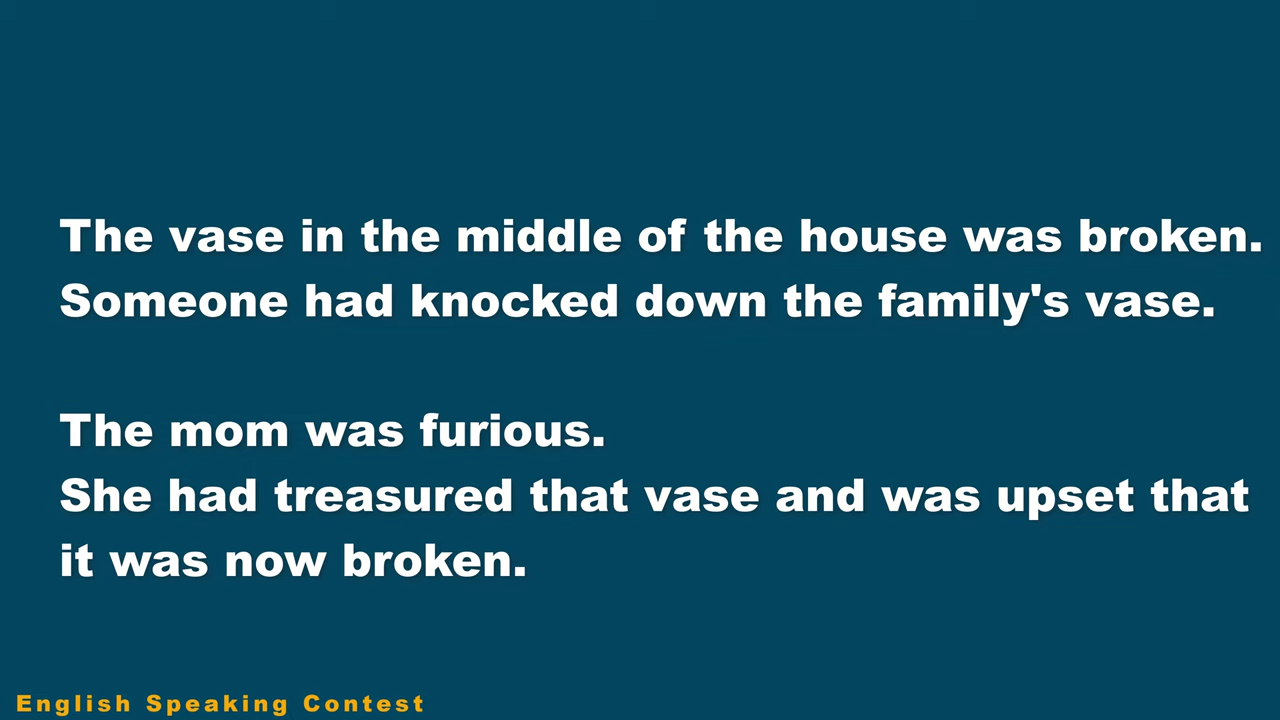 The vase in the middle of the house was broken.
Someone had knocked down the family's vase.
The mom was furious.
She had treasured that vase and was upset that
it was now broken.
English Speaking Contest